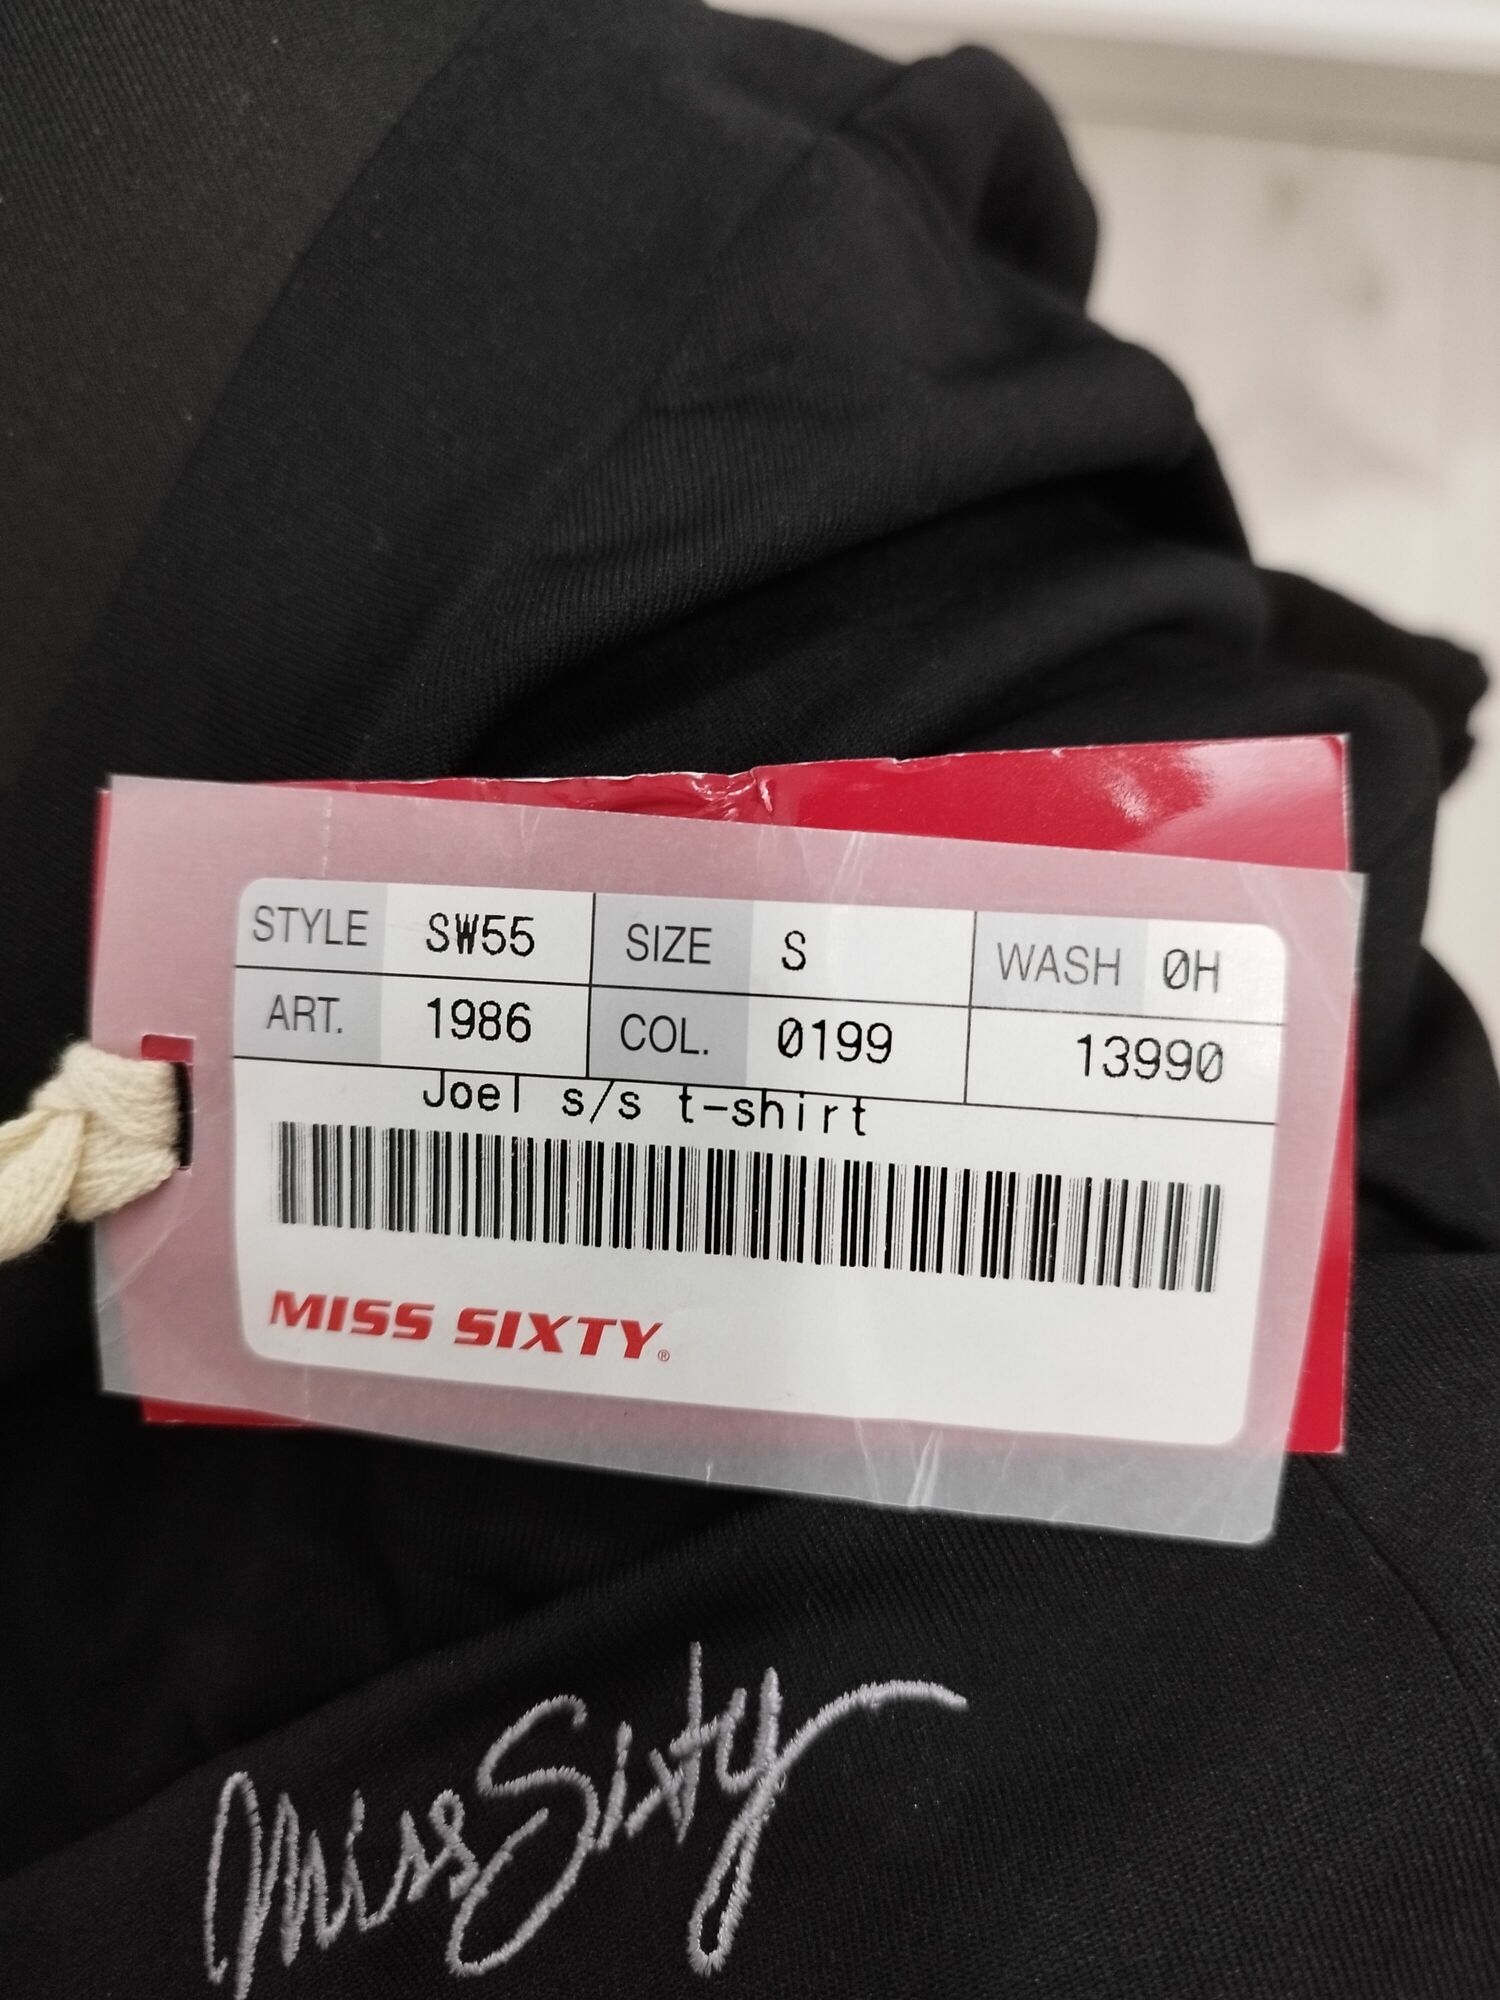 STYLE SW55 SIZE S WASH 0H
ART. 1986 COL. 0199 13990
Joel s/s t-shirt
MISS SIXTY®
Miss Sixty